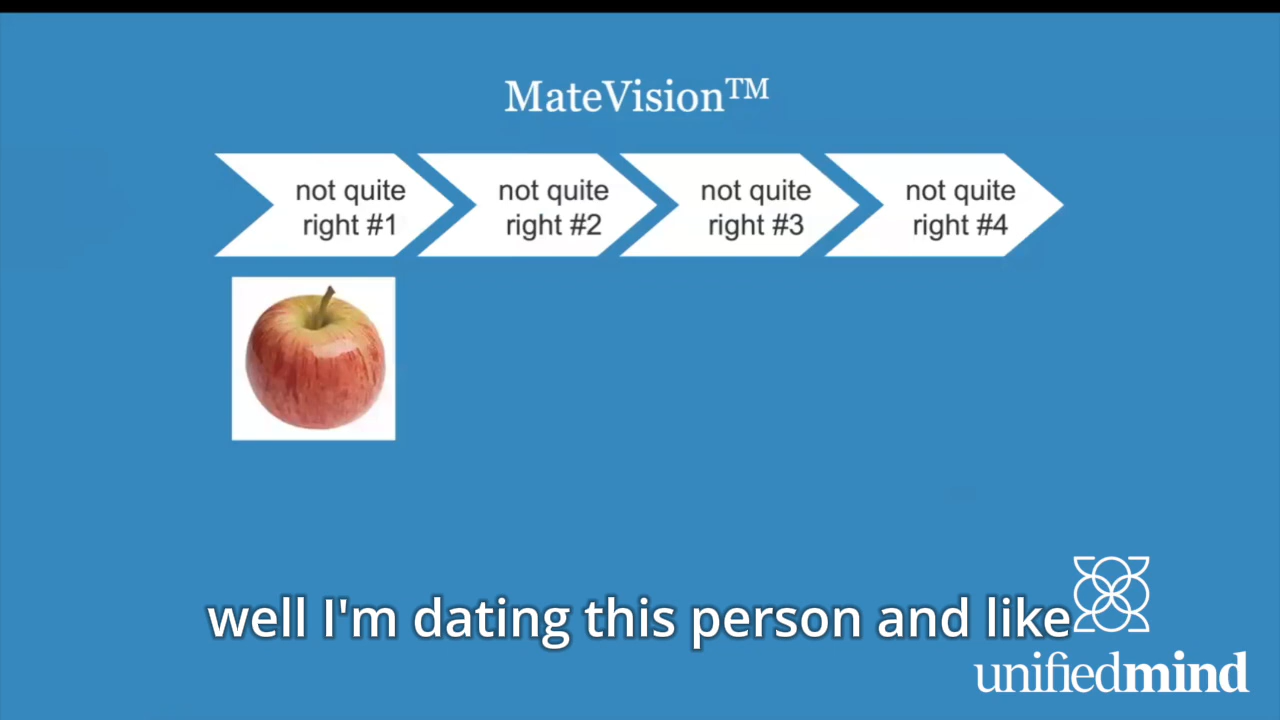 MateVision™
not quite
right #1
not quite
right #2
not quite
right #3
not quite
right #4
well I'm dating this person and like
unifiedmind